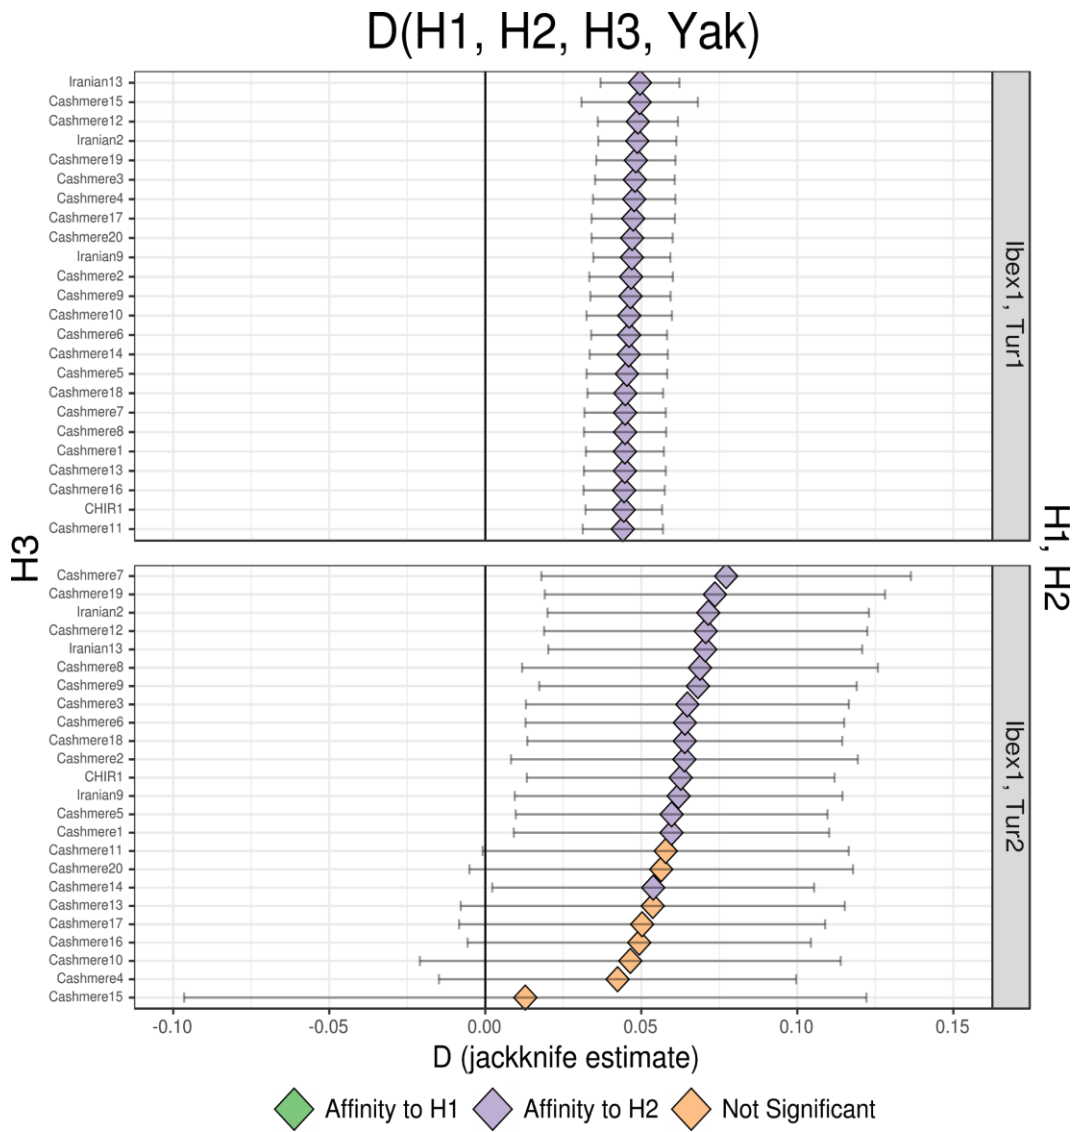 D(H1, H2, H3, Yak)
Iranian13
Cashmere15
Cashmere12
Iranian2
Cashmere19
Cashmere3
Cashmere4
Cashmere17
Cashmere20
Iranian9
Cashmere2
Cashmere9
Cashmere10
Cashmere6
Cashmere14
Cashmere5
Cashmere18
Cashmere7
Cashmere8
Cashmere1
Cashmere13
Cashmere16
CHIR1
Cashmere11
Ibex1, Tur1
H3
H1, H2
Cashmere7
Cashmere19
Iranian2
Cashmere12
Iranian13
Cashmere8
Cashmere9
Cashmere3
Cashmere6
Cashmere18
Cashmere2
CHIR1
Iranian9
Cashmere5
Cashmere1
Cashmere11
Cashmere20
Cashmere14
Cashmere13
Cashmere17
Cashmere16
Cashmere10
Cashmere4
Cashmere15
Ibex1, Tur2
-0.10 -0.05 0.00 0.05 0.10 0.15
D (jackknife estimate)
Affinity to H1 Affinity to H2 Not Significant